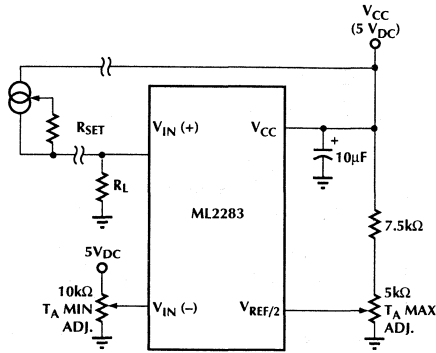 VCC
(5 VDC)
RSET
VIN (+)
VCC
+
10µF
RL
ML2283
7.5kΩ
5VDC
10kΩ
TA MIN
ADJ.
VIN (–)
VREF/2
5kΩ
TA MAX
ADJ.